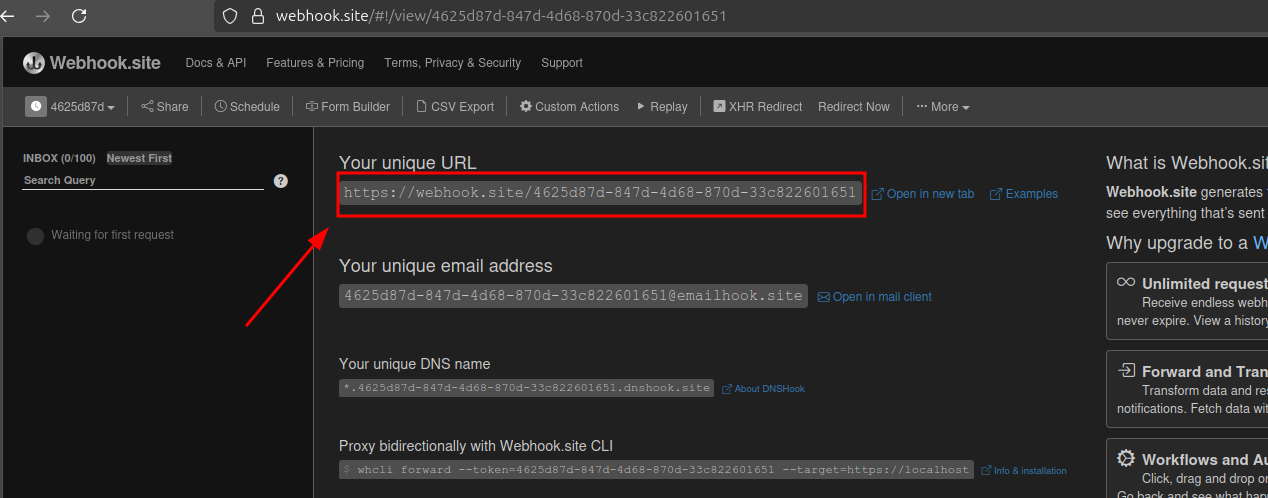 webhook.site/#!/view/4625d87d-847d-4d68-870d-33c822601651
Webhook.site Docs & API Features & Pricing Terms, Privacy & Security Support
4625d87d Share Schedule Form Builder CSV Export Custom Actions Replay XHR Redirect Redirect Now ··· More
INBOX (0/100) Newest First
Search Query ?
Waiting for first request
Your unique URL
https://webhook.site/4625d87d-847d-4d68-870d-33c822601651 Open in new tab Examples
Your unique email address
4625d87d-847d-4d68-870d-33c822601651@emailhook.site Open in mail client
Your unique DNS name
*.4625d87d-847d-4d68-870d-33c822601651.dnshook.site About DNSHook
Proxy bidirectionally with Webhook.site CLI
$ whcli forward --token=4625d87d-847d-4d68-870d-33c822601651 --target=https://localhost Info & installation
What is Webhook.sit
Webhook.site generates
see everything that's sent
Why upgrade to a W
Unlimited request
Receive endless webh
never expire. View a history
Forward and Tran
Transform data and res
notifications. Fetch data wit
Workflows and Au
Click, drag and drop or
Go back and see what hap